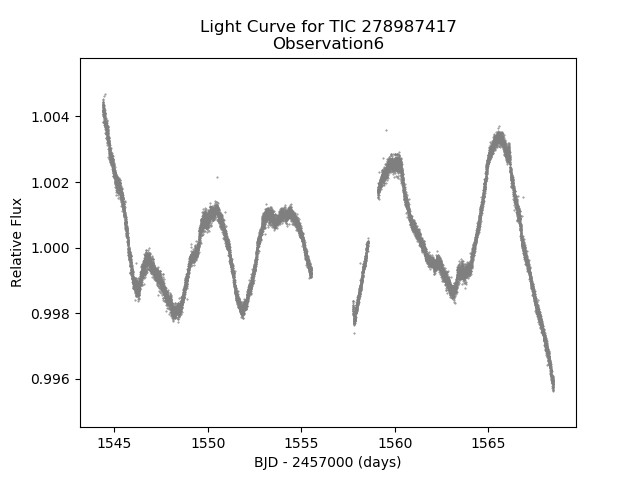 Light Curve for TIC 278987417
Observation6
1.004
1.002
1.000
0.998
0.996
Relative Flux
1545
1550
1555
1560
1565
BJD - 2457000 (days)